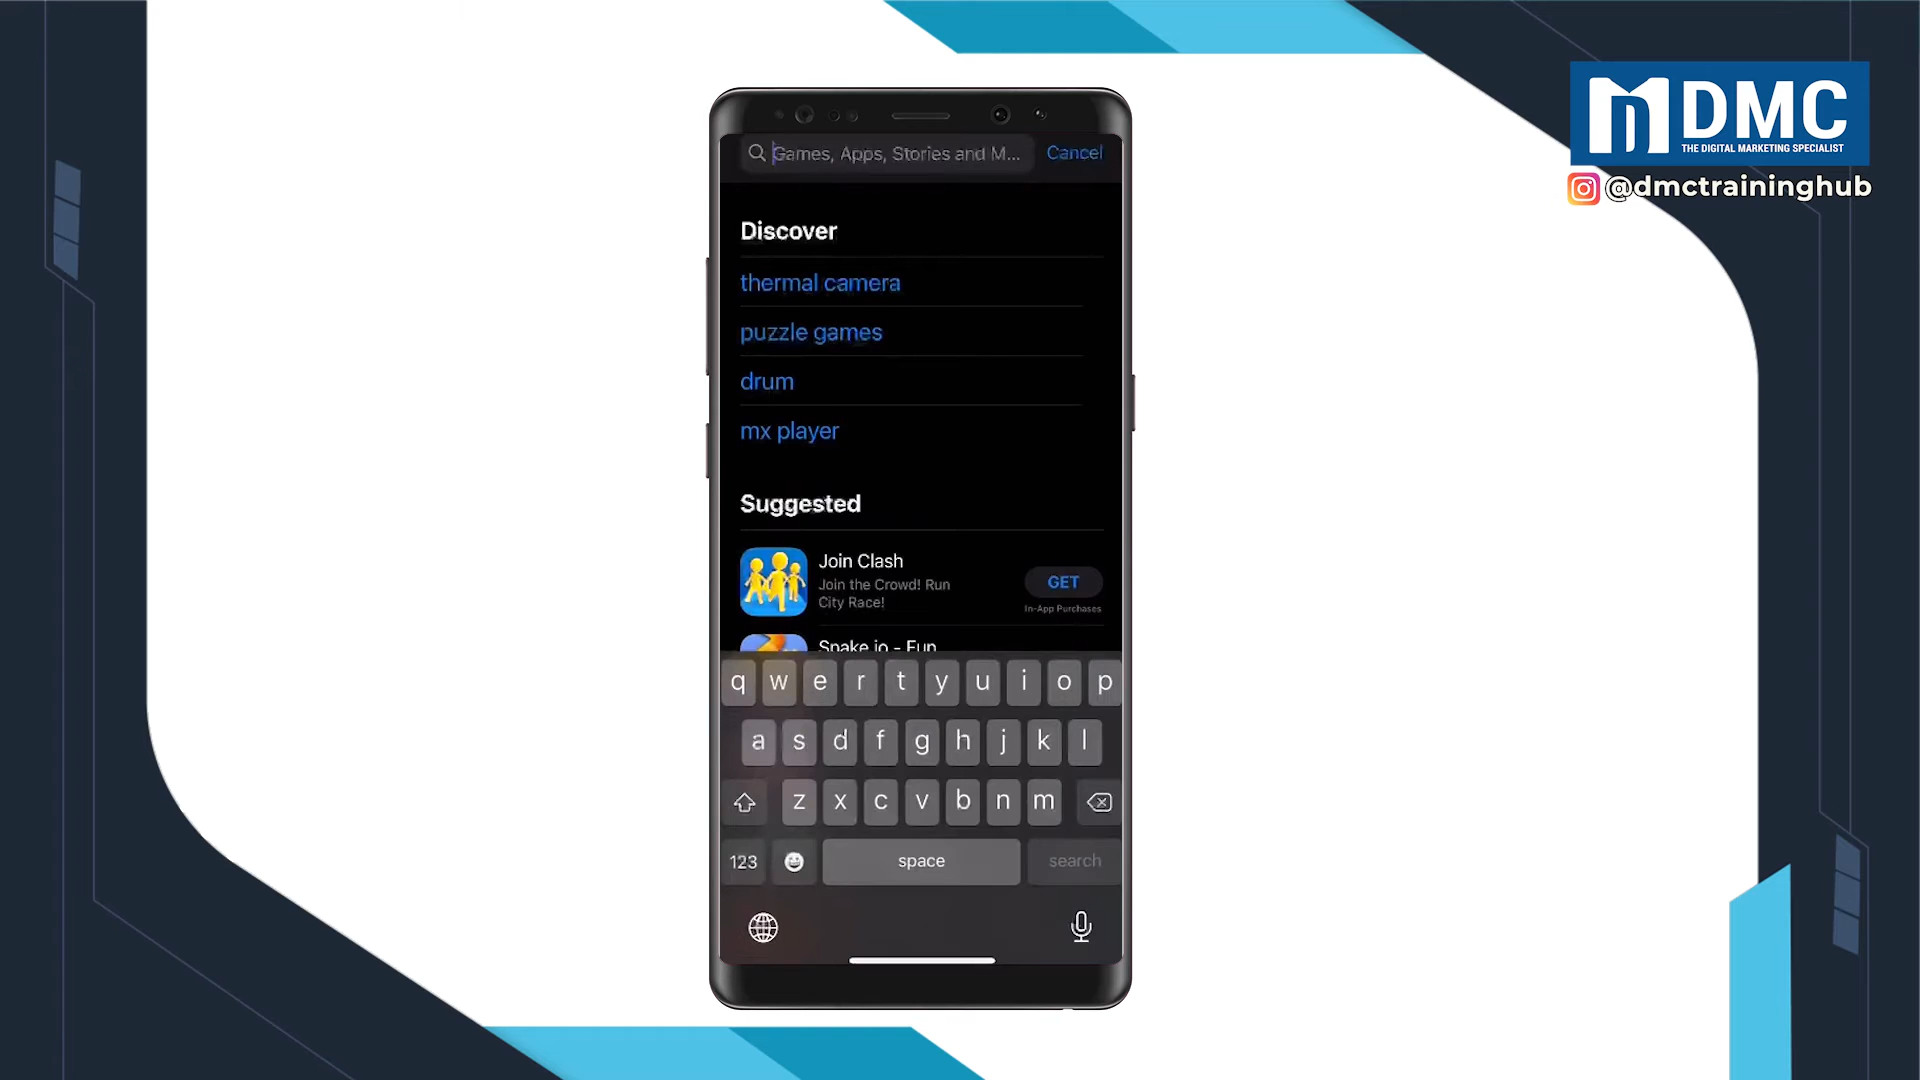 DMC
THE DIGITAL MARKETING SPECIALIST
@dmctraininghub
Games, Apps, Stories and M...
Cancel
Discover
thermal camera
puzzle games
drum
mx player
Suggested
Join Clash
Join the Crowd! Run
City Race!
GET
In-App Purchases
Snake.io - Fun
q w e r t y u i o p
a s d f g h j k l
z x c v b n m
123
space
search